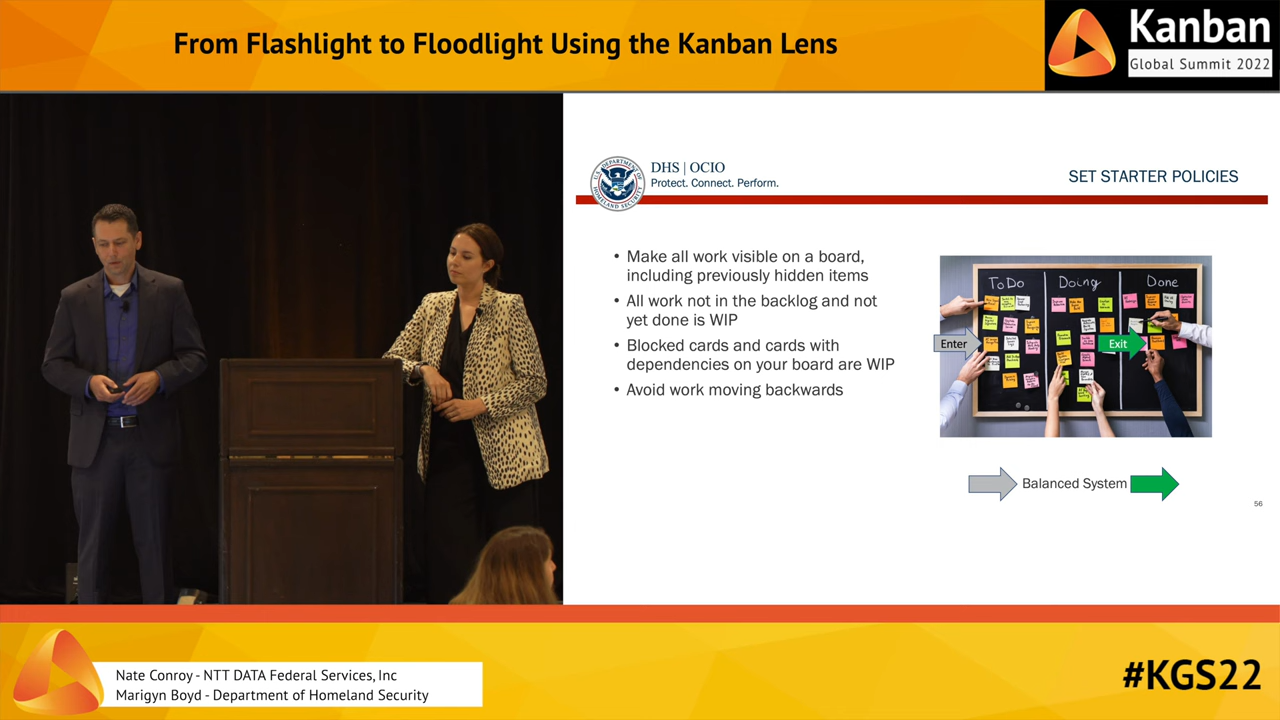 From Flashlight to Floodlight Using the Kanban Lens
Kanban
Global Summit 2022
U.S. DEPARTMENT OF
HOMELAND SECURITY
DHS | OCIO
Protect. Connect. Perform.
SET STARTER POLICIES
• Make all work visible on a board,
including previously hidden items
• All work not in the backlog and not
yet done is WIP
• Blocked cards and cards with
dependencies on your board are WIP
• Avoid work moving backwards
ToDo
Doing
Done
Enter
Exit
Balanced System
56
Nate Conroy - NTT DATA Federal Services, Inc
Marigyn Boyd - Department of Homeland Security
#KGS22